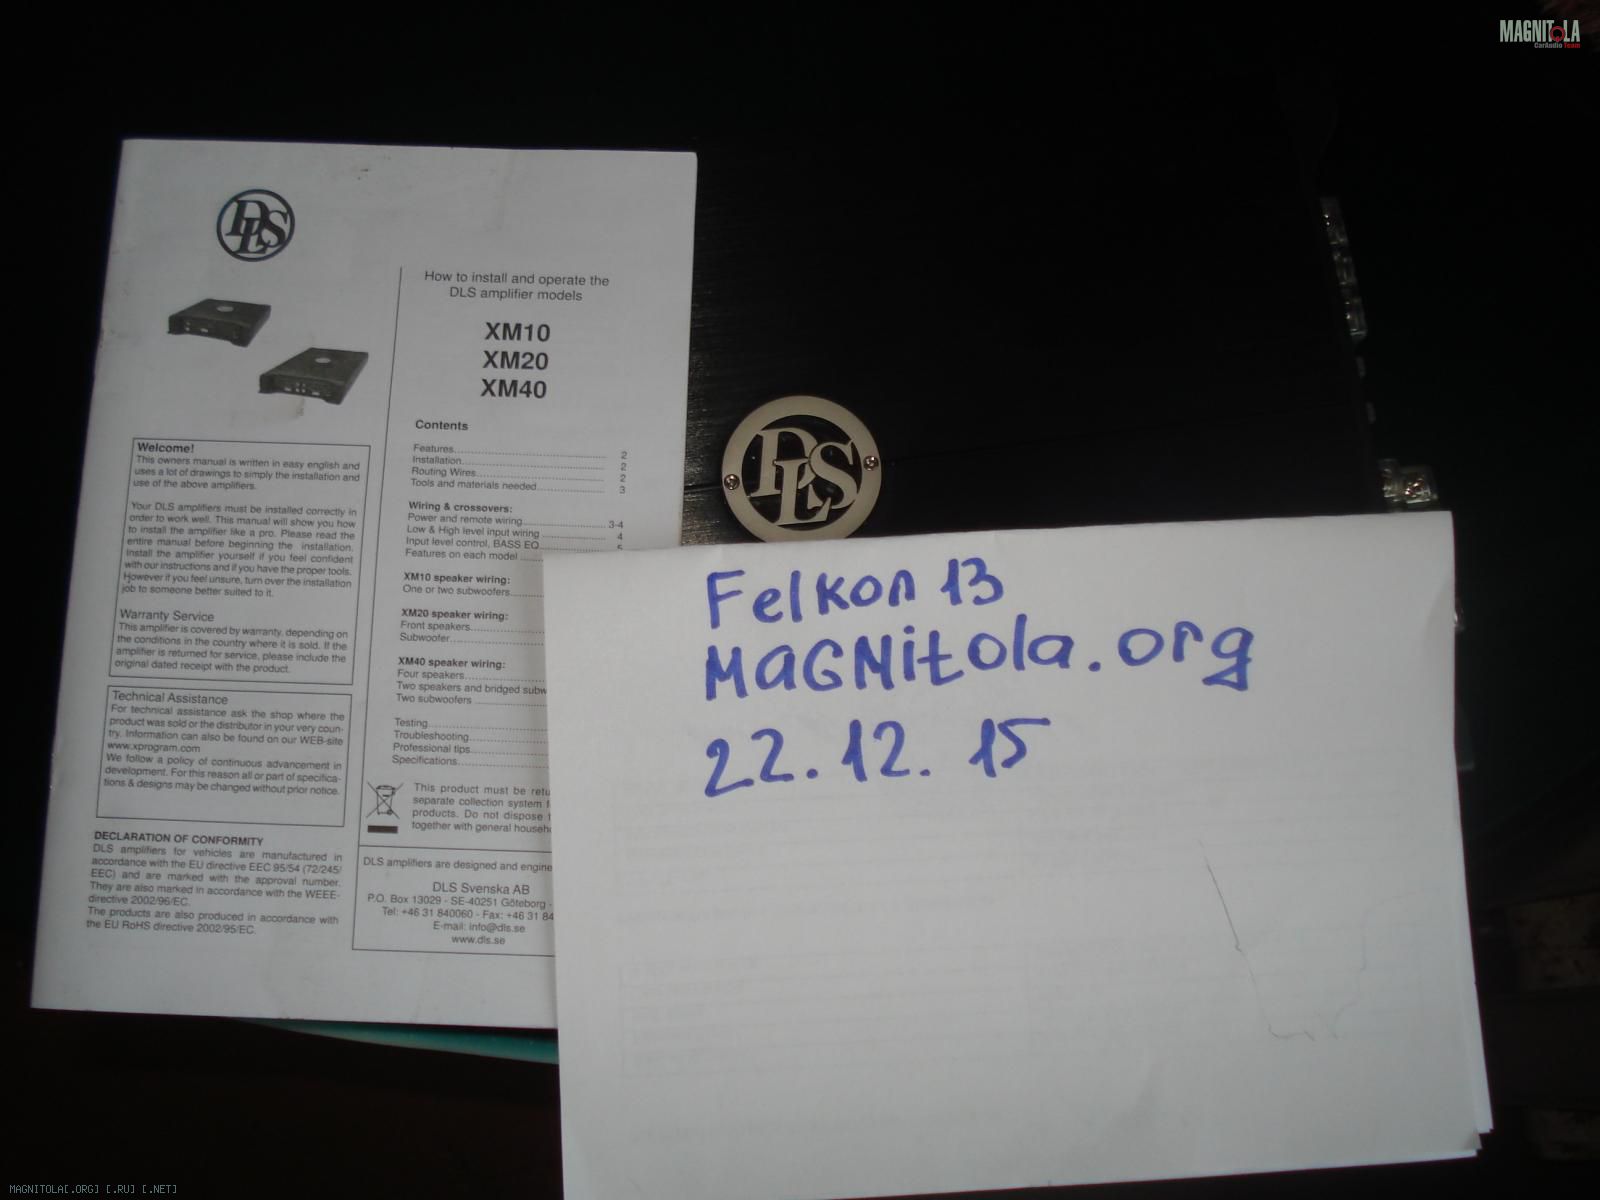 MAGNITOLA
CarAudio Team
DLS
How to install and operate the
DLS amplifier models
XM10
XM20
XM40
Welcome!
This owners manual is written in easy english and
uses a lot of drawings to simply the installation and
use of the above amplifiers.
Your DLS amplifiers must be installed correctly in
order to work well. This manual will show you how
to install the amplifier like a pro. Please read the
entire manual before beginning the installation.
Install the amplifier yourself if you feel confident
with our instructions and if you have the proper tools.
However if you feel unsure, turn over the installation
job to someone better suited to it.
Warranty Service
This amplifier is covered by warranty, depending on
the conditions in the country where it is sold. If the
amplifier is returned for service, please include the
original dated receipt with the product.
Technical Assistance
For technical assistance ask the shop where the
product was sold or the distributor in your very coun-
try. Information can also be found on our WEB-site
www.xprogram.com
We follow a policy of continuous advancement in
development. For this reason all or part of specifica-
tions & designs may be changed without prior notice.
DECLARATION OF CONFORMITY
DLS amplifiers for vehicles are manufactured in
accordance with the EU directive EEC 95/54 (72/245/
EEC) and are marked with the approval number.
They are also marked in accordance with the WEEE-
directive 2002/96/EC.
The products are also produced in accordance with
the EU RoHS directive 2002/95/EC.
Contents
Features 2
Installation 2
Routing Wires 2
Tools and materials needed 3
Wiring & crossovers:
Power and remote wiring 3-4
Low & High level input wiring 4
Input level control, BASS EQ 5
Features on each model
XM10 speaker wiring:
One or two subwoofers
XM20 speaker wiring:
Front speakers
Subwoofer
XM40 speaker wiring:
Four speakers
Two speakers and bridged subw
Two subwoofers
Testing
Troubleshooting
Professional tips
Specifications
This product must be retu
separate collection system f
products. Do not dispose t
together with general househo
DLS amplifiers are designed and engine
DLS Svenska AB
P.O. Box 13029 - SE-40251 Göteborg -
Tel: +46 31 840060 - Fax: +46 31 84
E-mail: info@dls.se
www.dls.se
DLS
Felkon 13
MAGNitola.org
22.12.15
MAGNITOLA[.ORG] [.RU] [.NET]